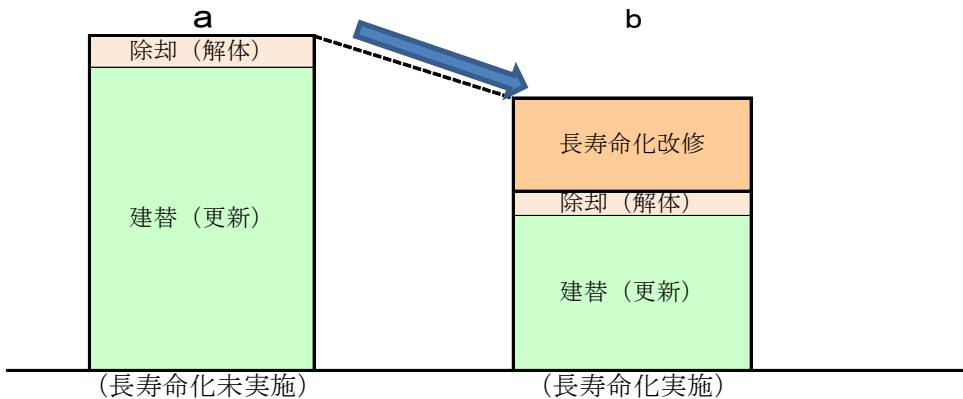 a
除却（解体）
建替（更新）
（長寿命化未実施）
b
長寿命化改修
除却（解体）
建替（更新）
（長寿命化実施）